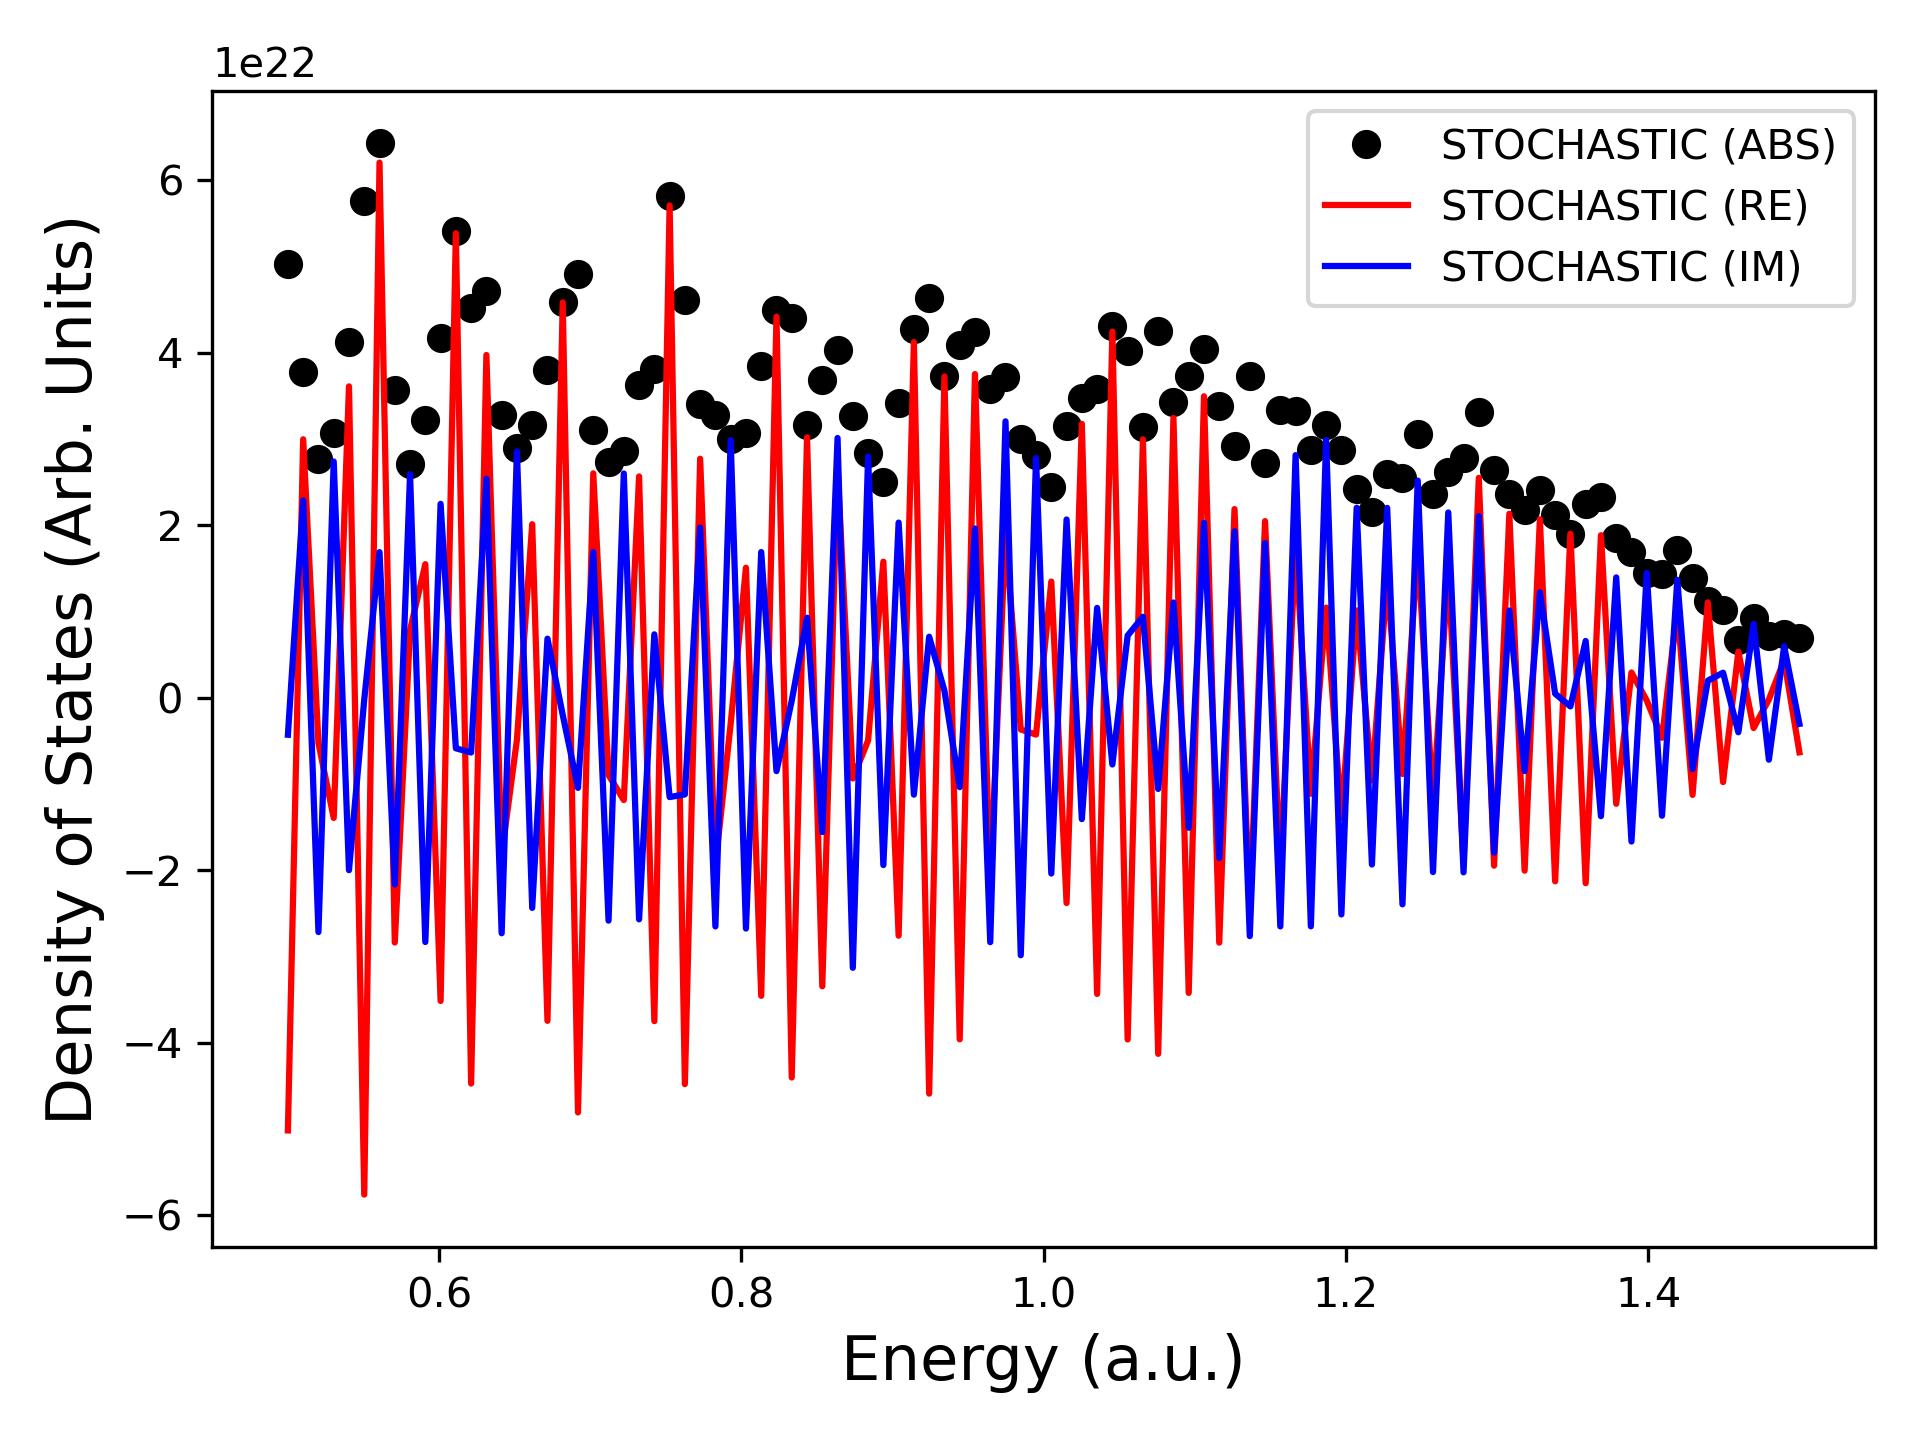 1e22
STOCHASTIC (ABS)
STOCHASTIC (RE)
STOCHASTIC (IM)
Density of States (Arb. Units)
6
4
2
0
−2
−4
−6
0.6
0.8
1.0
1.2
1.4
Energy (a.u.)